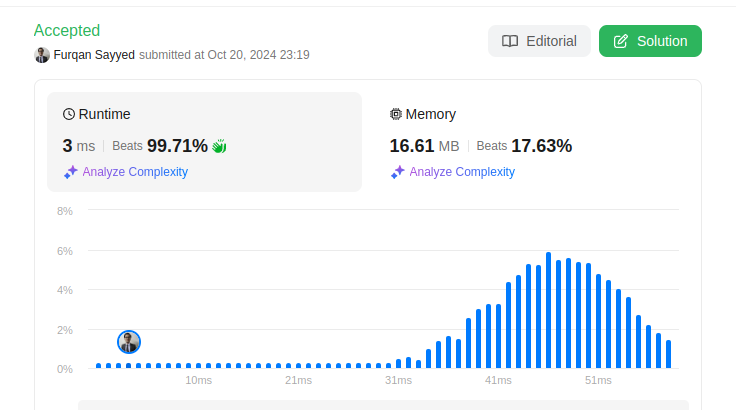 Accepted
Furqan Sayyed submitted at Oct 20, 2024 23:19
Editorial
Solution
Runtime
3 ms
Beats 99.71%
Analyze Complexity
Memory
16.61 MB
Beats 17.63%
Analyze Complexity
8%
6%
4%
2%
0%
10ms 21ms 31ms 41ms 51ms